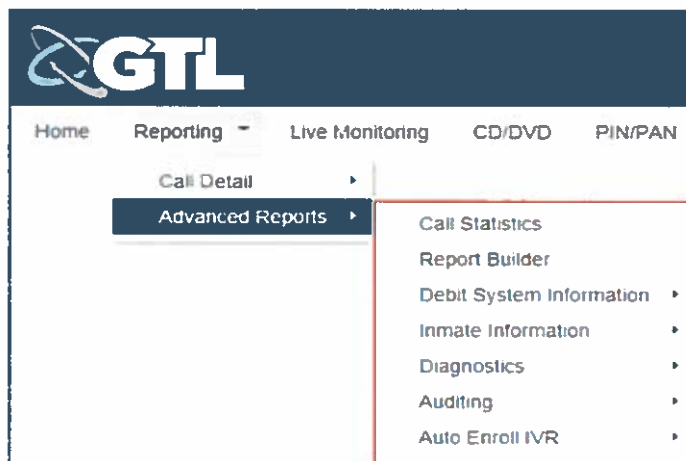 GTL
Home Reporting Live Monitoring CD/DVD PIN/PAN
Call Detail
Advanced Reports
Call Statistics
Report Builder
Debit System Information
Inmate Information
Diagnostics
Auditing
Auto Enroll IVR